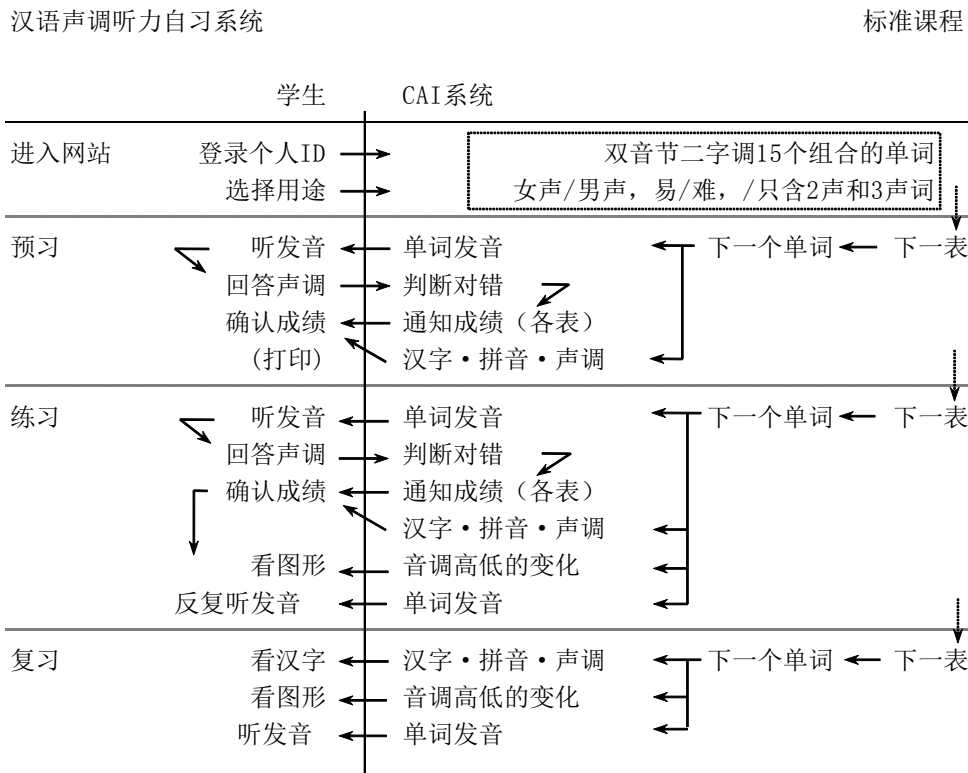 汉语声调听力自习系统 标准课程
学生 CAI系统
进入网站 登录个人ID 双音节二字调15个组合的单词
选择用途 女声/男声，易/难，/只含2声和3声词
预习 听发音 单词发音 下一个单词 下一表
回答声调 判断对错
确认成绩 通知成绩（各表）
(打印) 汉字・拼音・声调
练习 听发音 单词发音 下一个单词 下一表
回答声调 判断对错
确认成绩 通知成绩（各表）
汉字・拼音・声调
看图形 音调高低的变化
反复听发音 单词发音
复习 看汉字 汉字・拼音・声调 下一个单词 下一表
看图形 音调高低的变化
听发音 单词发音